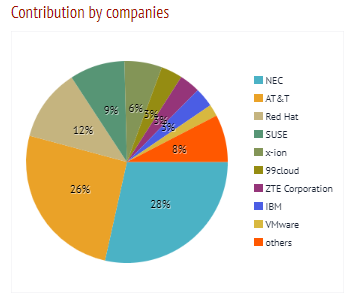 Contribution by companies
NEC
AT&T
Red Hat
SUSE
x-ion
99cloud
ZTE Corporation
IBM
VMware
others
28%
26%
12%
9%
6%
3%
3%
3%
8%